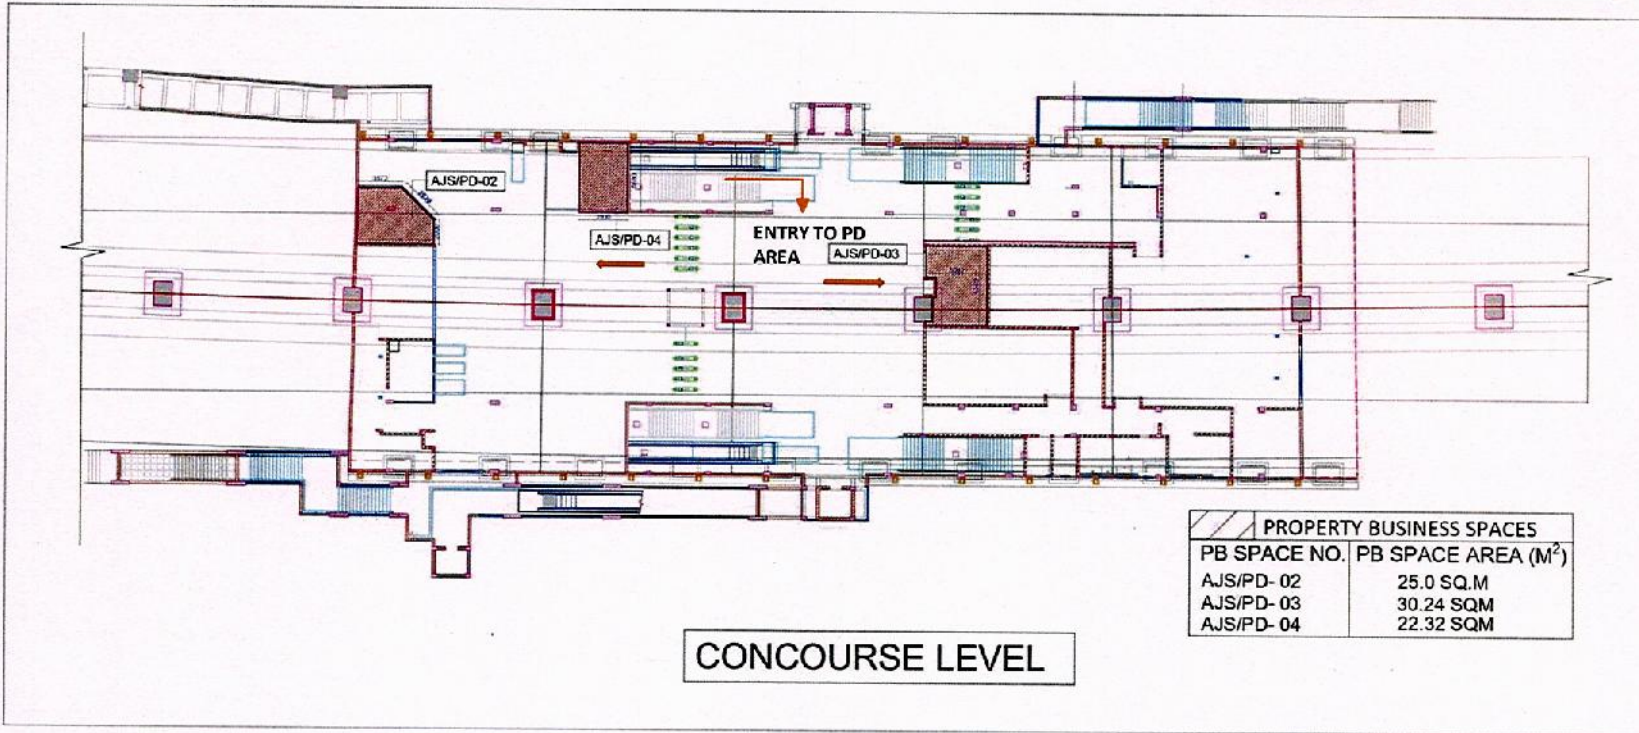 AJS/PD-02
AJS/PD-04
ENTRY TO PD
AREA
AJS/PD-03
PROPERTY BUSINESS SPACES
PB SPACE NO. PB SPACE AREA (M²)
AJS/PD- 02 25.0 SQ.M
AJS/PD- 03 30.24 SQM
AJS/PD- 04 22.32 SQM
CONCOURSE LEVEL